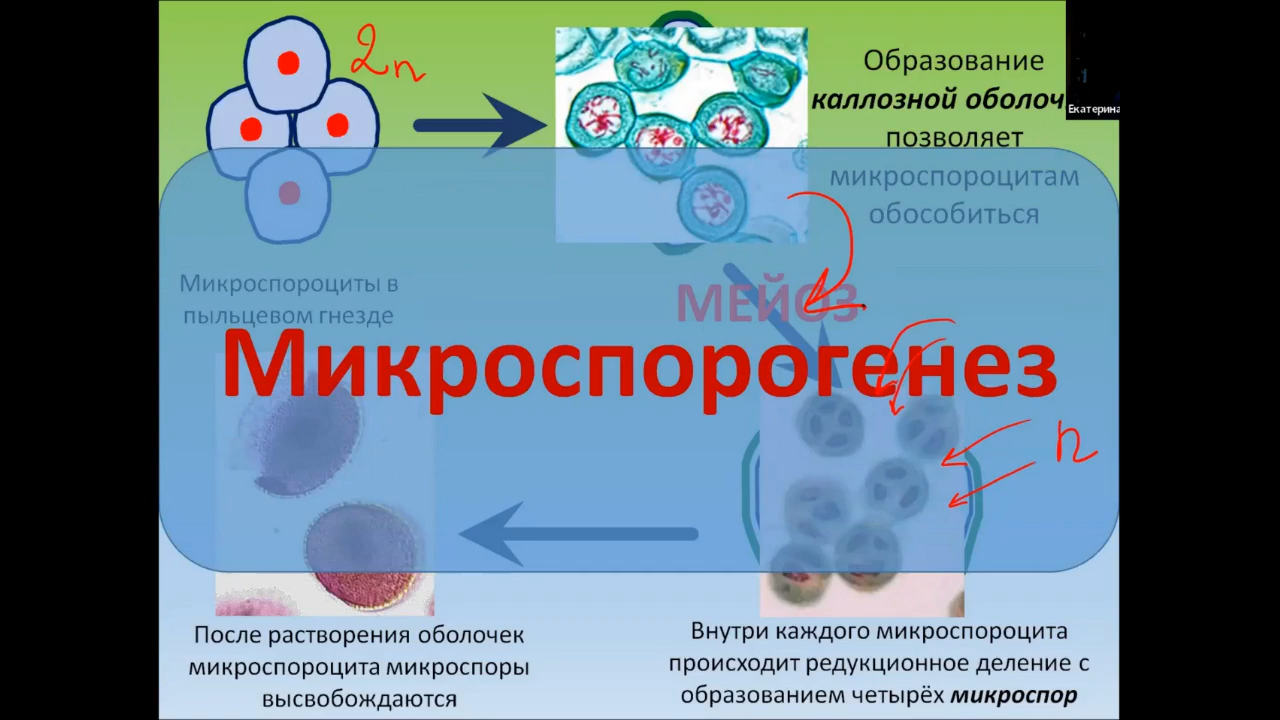 2n
Образование
каллозной оболоч
Екатерина
позволяет
микроспороцитам
обособиться
Микроспороциты в
пыльцевом гнезде
МЕЙОЗ
Микроспорогенез
n
После растворения оболочек
микроспороцита микроспоры
высвобождаются
Внутри каждого микроспороцита
происходит редукционное деление с
образованием четырёх микроспор